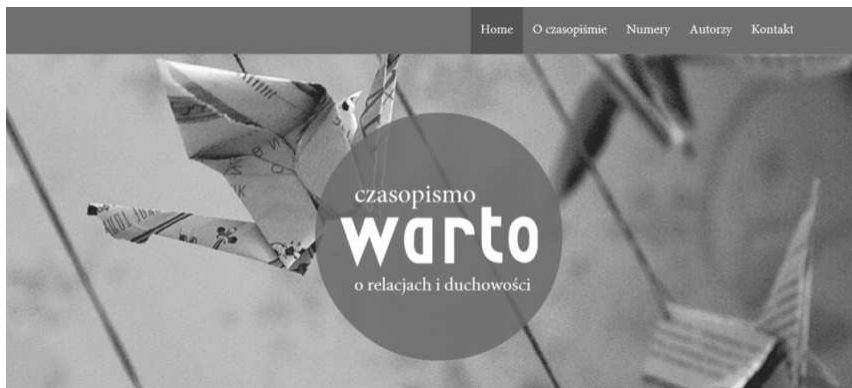 Home O czasopiśmie Numery Autorzy Kontakt
czasopismo
warto
o relacjach i duchowości